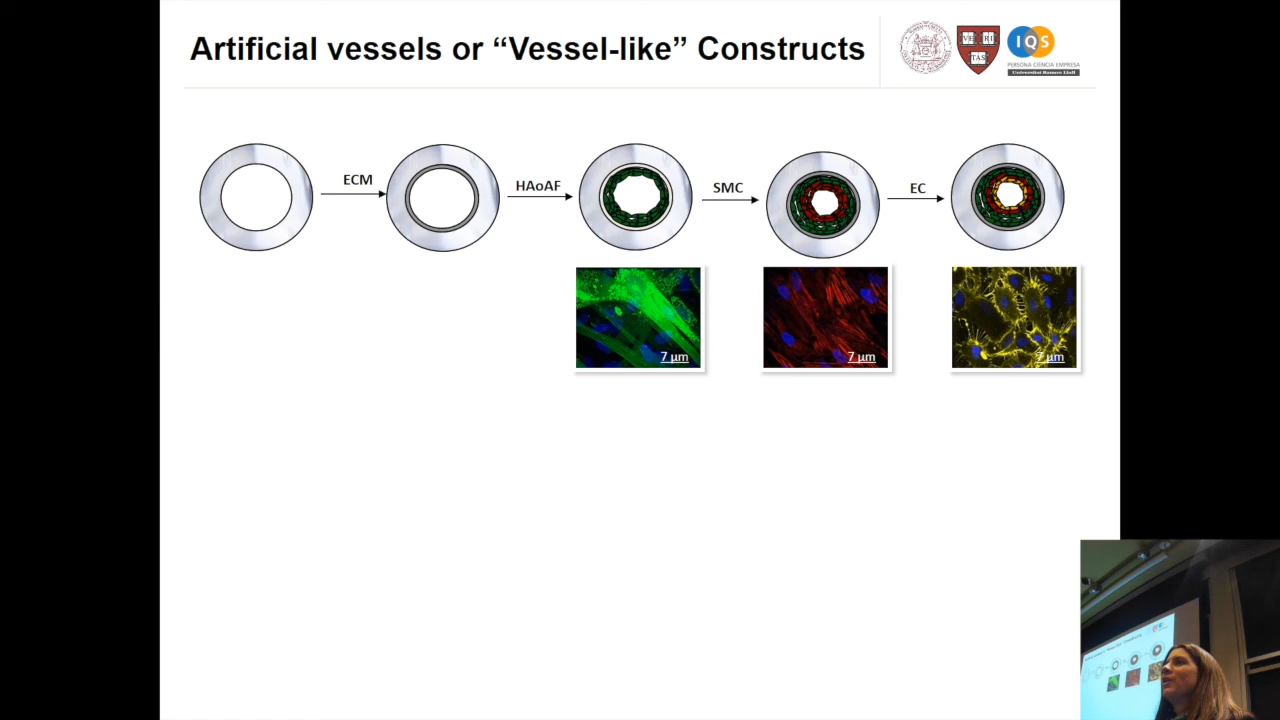 Artificial vessels or “Vessel-like” Constructs
VE RI
TAS
IQS
PERSONA CIÈNCIA EMPRESA
Universitat Ramon Llull
ECM
HAoAF
SMC
EC
7 µm
7 µm
7 µm